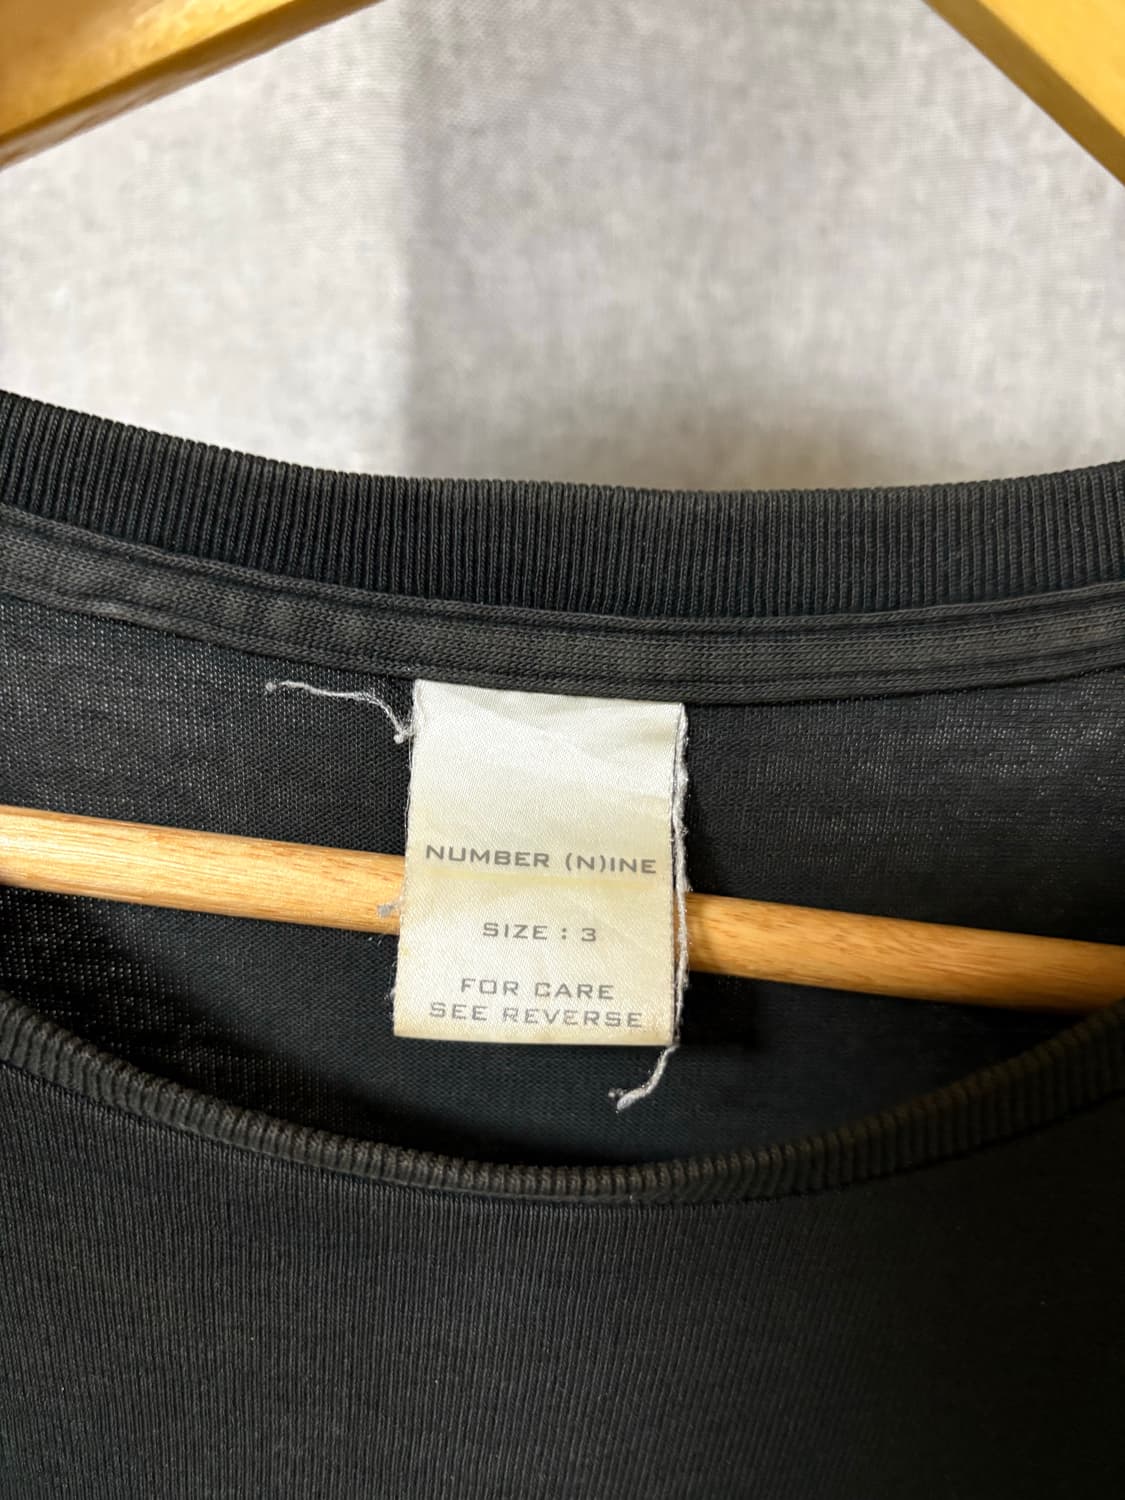 NUMBER (N)INE
SIZE : 3
FOR CARE
SEE REVERSE